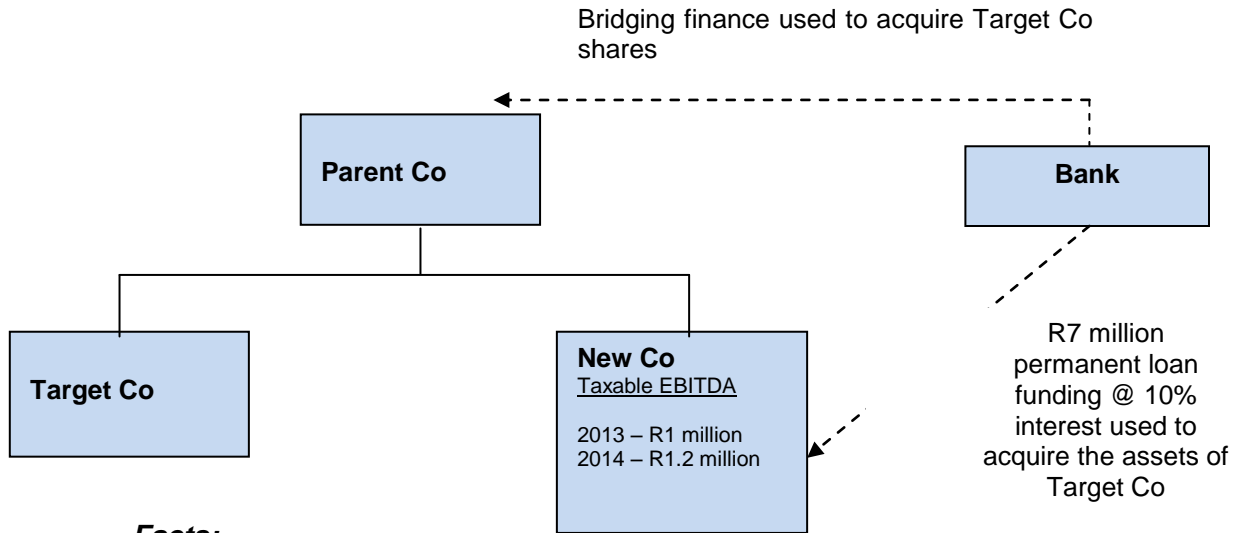 Bridging finance used to acquire Target Co
shares
Parent Co
Bank
Target Co
New Co
Taxable EBITDA
2013 – R1 million
2014 – R1.2 million
R7 million
permanent loan
funding @ 10%
interest used to
acquire the assets of
Target Co